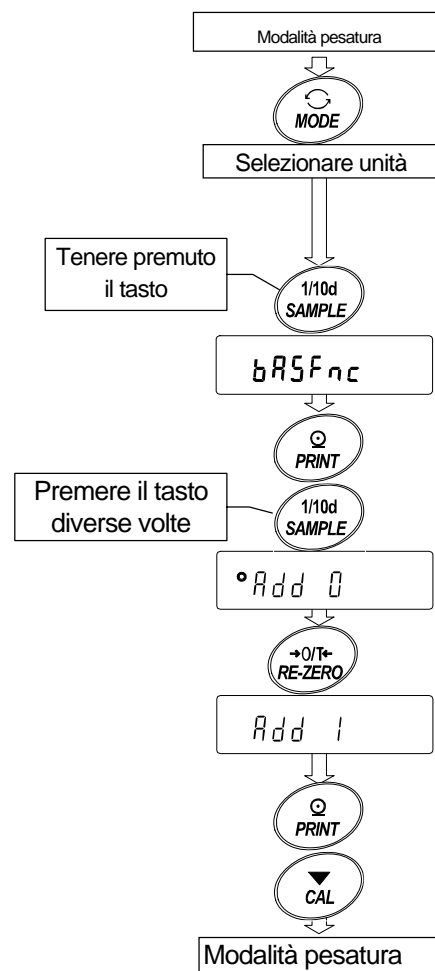 Modalità pesatura
MODE
Selezionare unità
Tenere premuto
il tasto
1/10d
SAMPLE
bASFnc
PRINT
Premere il tasto
diverse volte
1/10d
SAMPLE
Add 0
→0/T←
RE-ZERO
Add 1
PRINT
CAL
Modalità pesatura